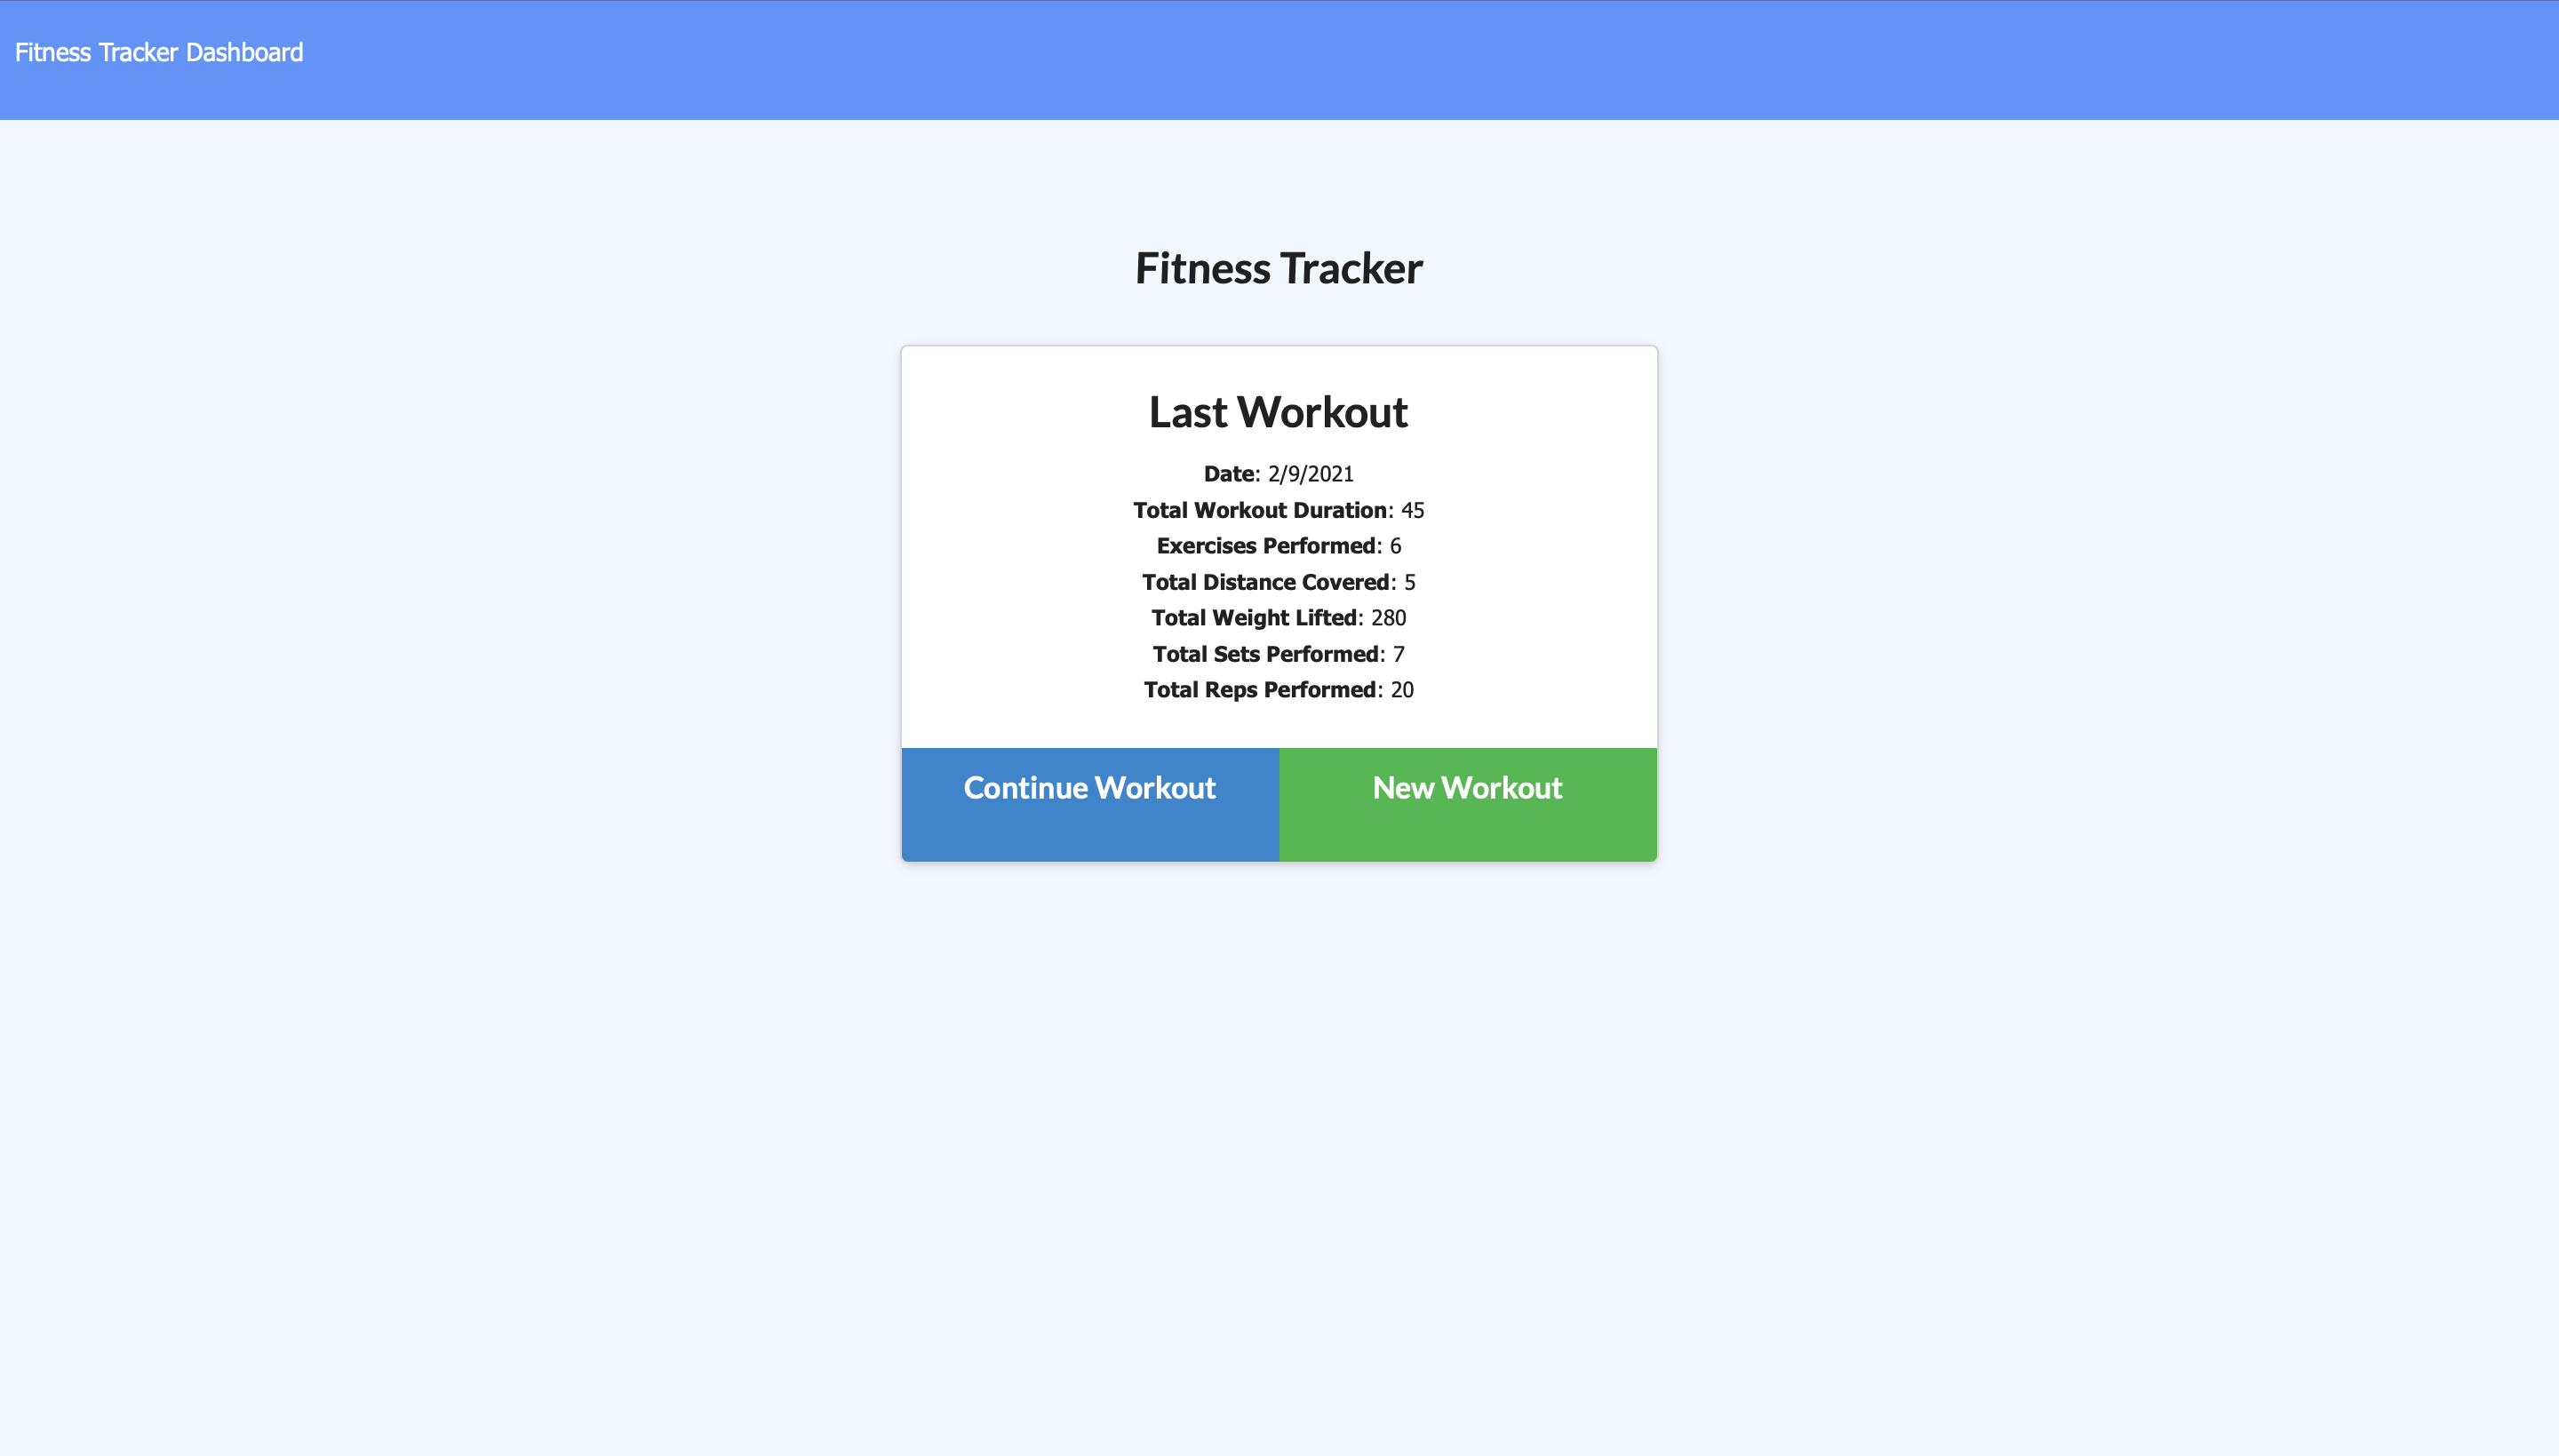 Fitness Tracker Dashboard
Fitness Tracker
Last Workout
Date: 2/9/2021
Total Workout Duration: 45
Exercises Performed: 6
Total Distance Covered: 5
Total Weight Lifted: 280
Total Sets Performed: 7
Total Reps Performed: 20
Continue Workout New Workout